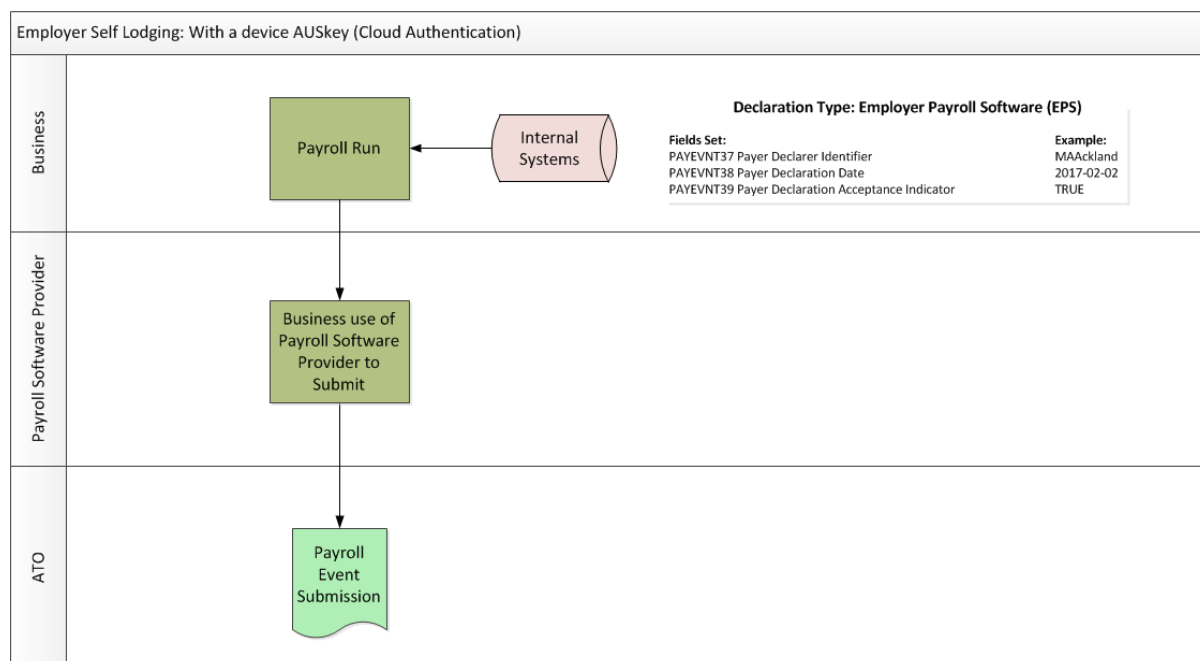 Employer Self Lodging: With a device AUSkey (Cloud Authentication)
Business
Payroll Run
Internal
Systems
Declaration Type: Employer Payroll Software (EPS)
Fields Set: Example:
PAYEVNT37 Payer Declarer Identifier MAAckland
PAYEVNT38 Payer Declaration Date 2017-02-02
PAYEVNT39 Payer Declaration Acceptance Indicator TRUE
Payroll Software Provider
Business use of
Payroll Software
Provider to
Submit
ATO
Payroll
Event
Submission